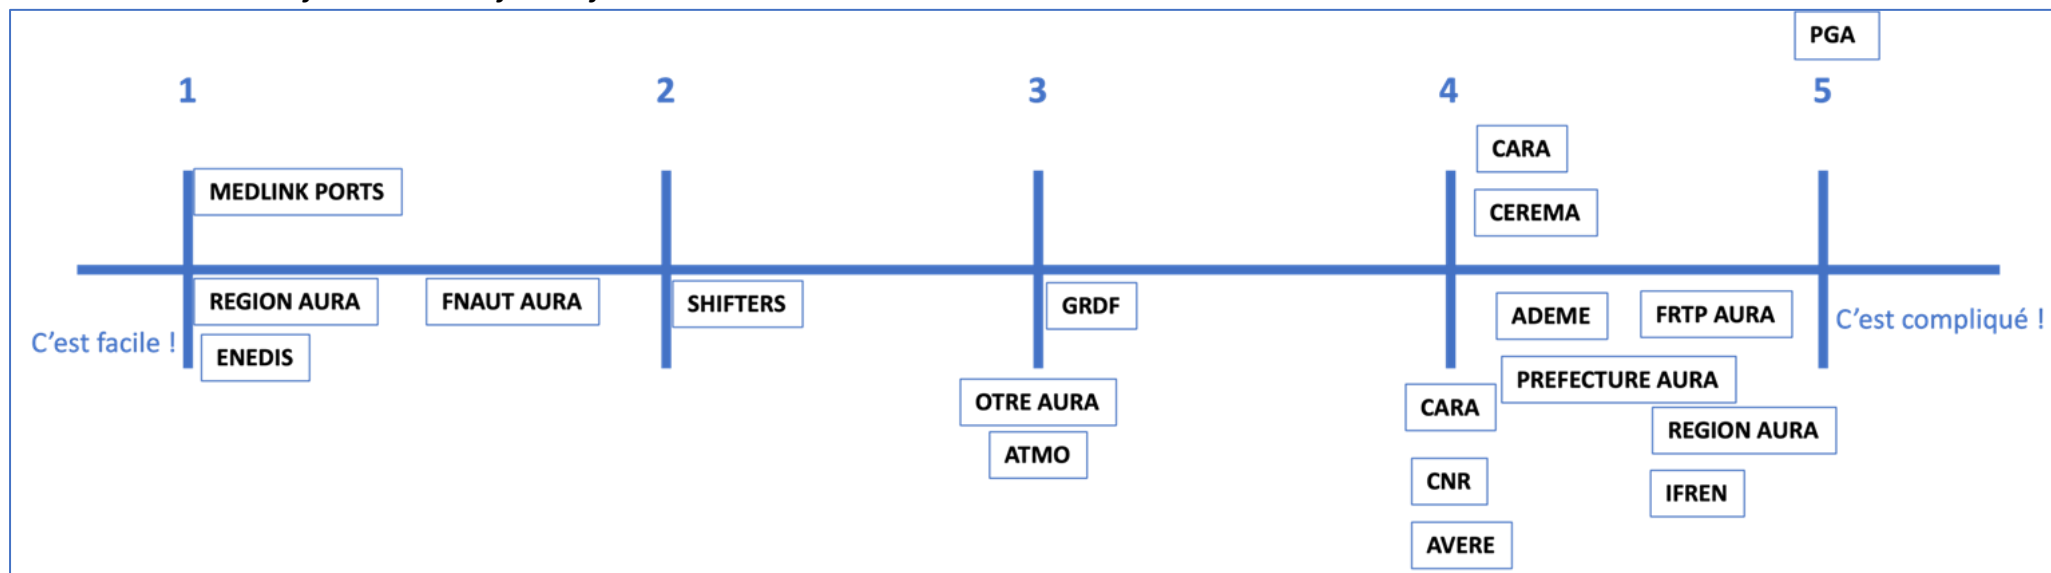 PGA
1 2 3 4 5
CARA
MEDLINK PORTS
CEREMA
REGION AURA
FNAUT AURA
SHIFTERS
GRDF
ADEME
FRTP AURA
C'est compliqué !
C'est facile !
ENEDIS
PREFECTURE AURA
OTRE AURA
CARA
REGION AURA
ATMO
CNR
IFREN
AVERE